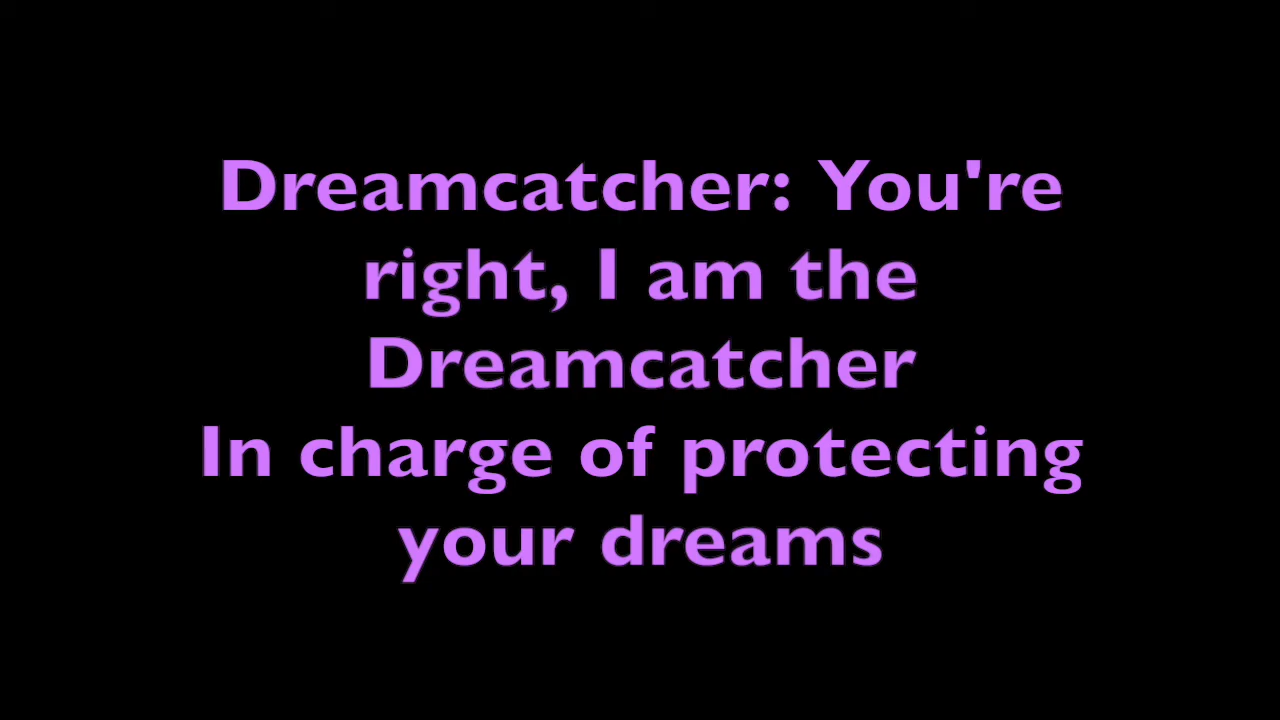 Dreamcatcher: You're
right, I am the
Dreamcatcher
In charge of protecting
your dreams